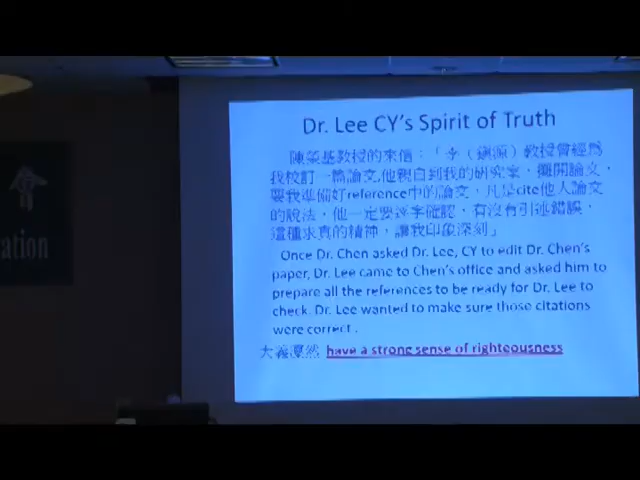 Dr. Lee CY's Spirit of Truth
陳榮基教授的來信：「李（鎮源）教授曾經爲
我校訂一篇論文,他親自到我的研究室，攤開論文，
要我準備好reference中的論文，凡是cite他人論文
的說法，他一定要逐字確認，有沒有引述錯誤，
這種求真的精神，讓我印象深刻」
Once Dr. Chen asked Dr. Lee, CY to edit Dr. Chen's
paper, Dr. Lee came to Chen's office and asked him to
prepare all the references to be ready for Dr. Lee to
check. Dr. Lee wanted to make sure those citations
were correct .
大義凜然 have a strong sense of righteousness
會
ation